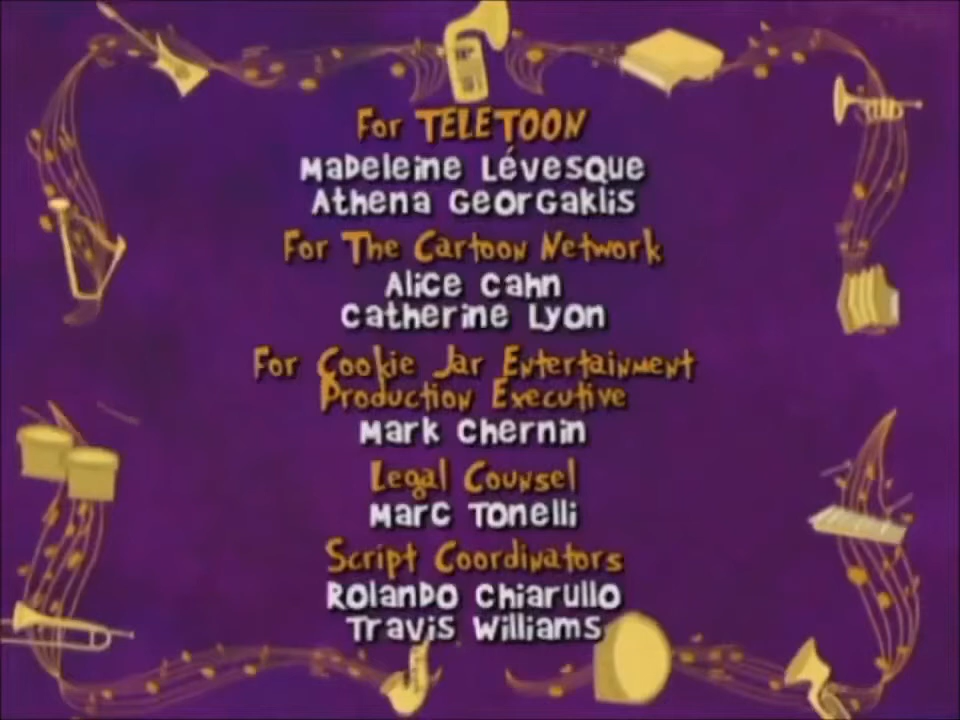 For TELETOON
Madeleine Lévesque
Athena Georgaklis
For The Cartoon Network
Alice Cahn
Catherine Lyon
For Cookie Jar Entertainment
Production Executive
Mark Chernin
Legal Counsel
Marc Tonelli
Script Coordinators
Rolando Chiarullo
Travis Williams